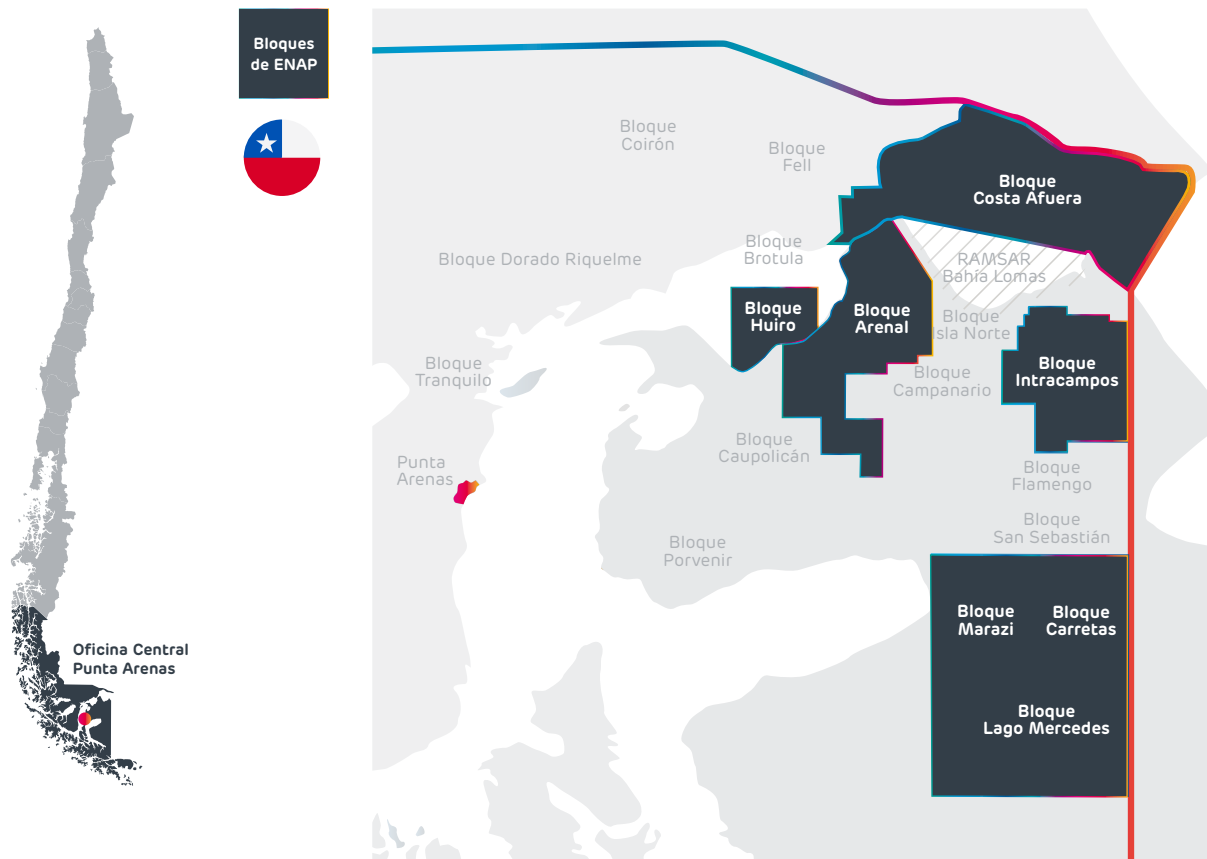 Bloques
de ENAP
Oficina Central
Punta Arenas
Bloque
Coirón
Bloque
Fell
Bloque
Costa Afuera
Bloque Dorado Riquelme
Bloque
Brotula
RAMSAR
Bahía Lomas
Bloque
Huiro
Bloque
Arenal
Bloque
Isla Norte
Bloque
Tranquilo
Bloque
Campanario
Bloque
Intracampos
Bloque
Caupolicán
Punta
Arenas
Bloque
Flamengo
Bloque
San Sebastián
Bloque
Porvenir
Bloque
Marazi
Bloque
Carretas
Bloque
Lago Mercedes